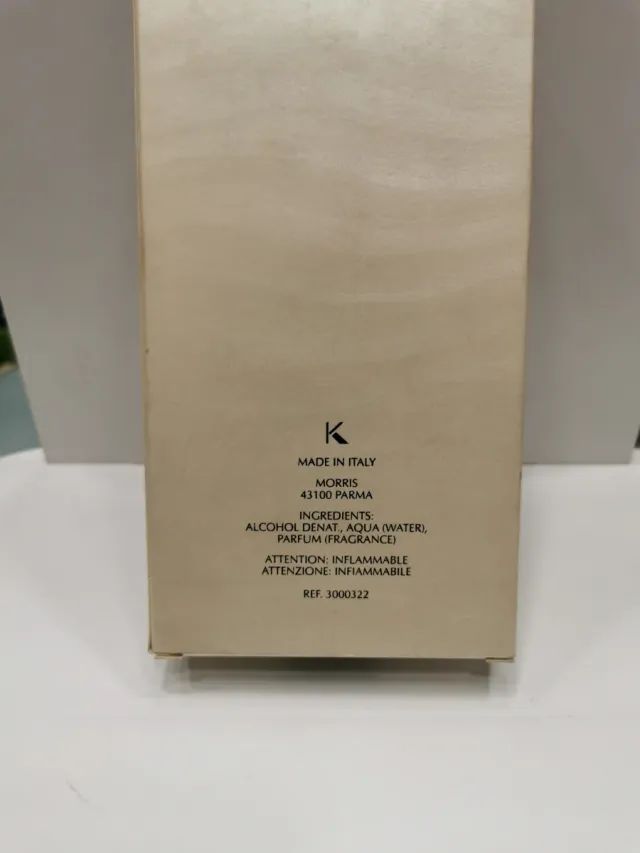 K
MADE IN ITALY
MORRIS
43100 PARMA
INGREDIENTS:
ALCOHOL DENAT., AQUA (WATER),
PARFUM (FRAGRANCE)
ATTENTION: INFLAMMABLE
ATTENZIONE: INFIAMMABILE
REF. 3000322